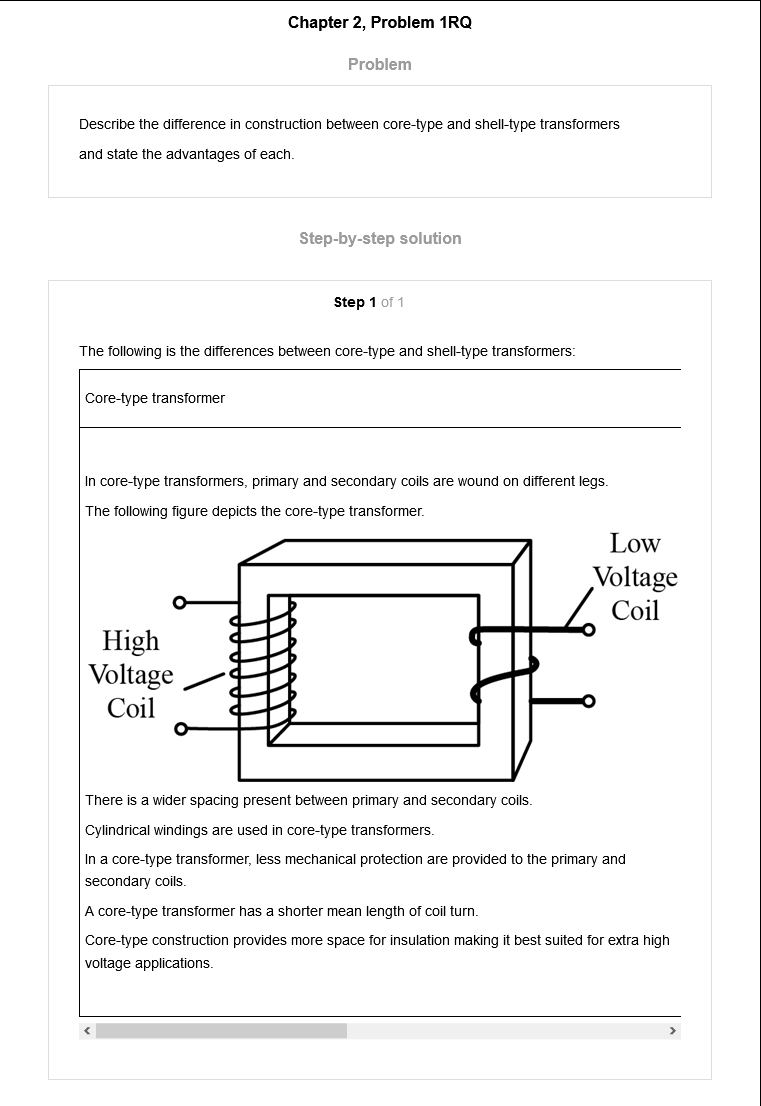 Chapter 2, Problem 1RQ
Problem
Describe the difference in construction between core-type and shell-type transformers
and state the advantages of each.
Step-by-step solution
Step 1 of 1
The following is the differences between core-type and shell-type transformers:
Core-type transformer
In core-type transformers, primary and secondary coils are wound on different legs.
The following figure depicts the core-type transformer.
Low
Voltage
Coil
High
Voltage
Coil
There is a wider spacing present between primary and secondary coils.
Cylindrical windings are used in core-type transformers.
In a core-type transformer, less mechanical protection are provided to the primary and
secondary coils.
A core-type transformer has a shorter mean length of coil turn.
Core-type construction provides more space for insulation making it best suited for extra high
voltage applications.